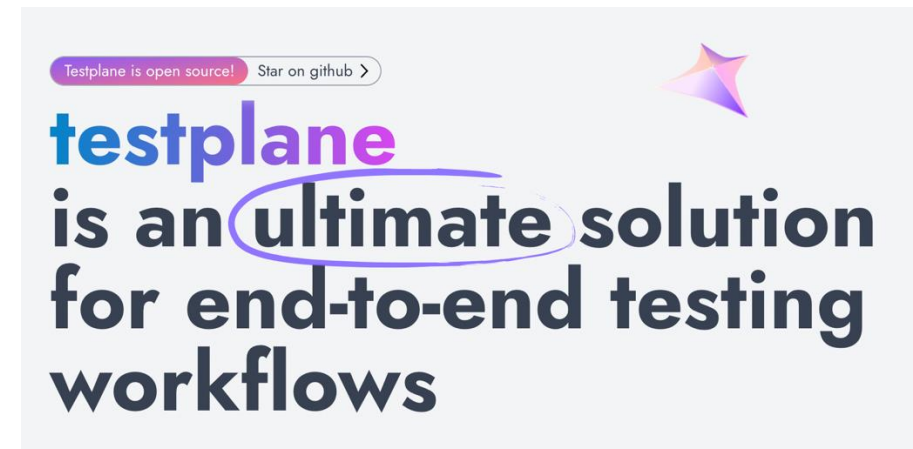 Testplane is open source! Star on github
testplane
is an ultimate solution
for end-to-end testing
workflows